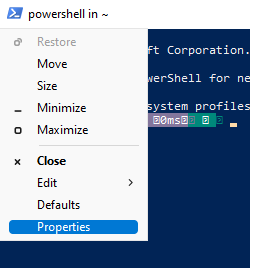 powershell in ~
Restore
Move
Size
Minimize
Maximize
Close
Edit
Defaults
Properties
ft Corporation.
werShell for ne
system profiles
0ms